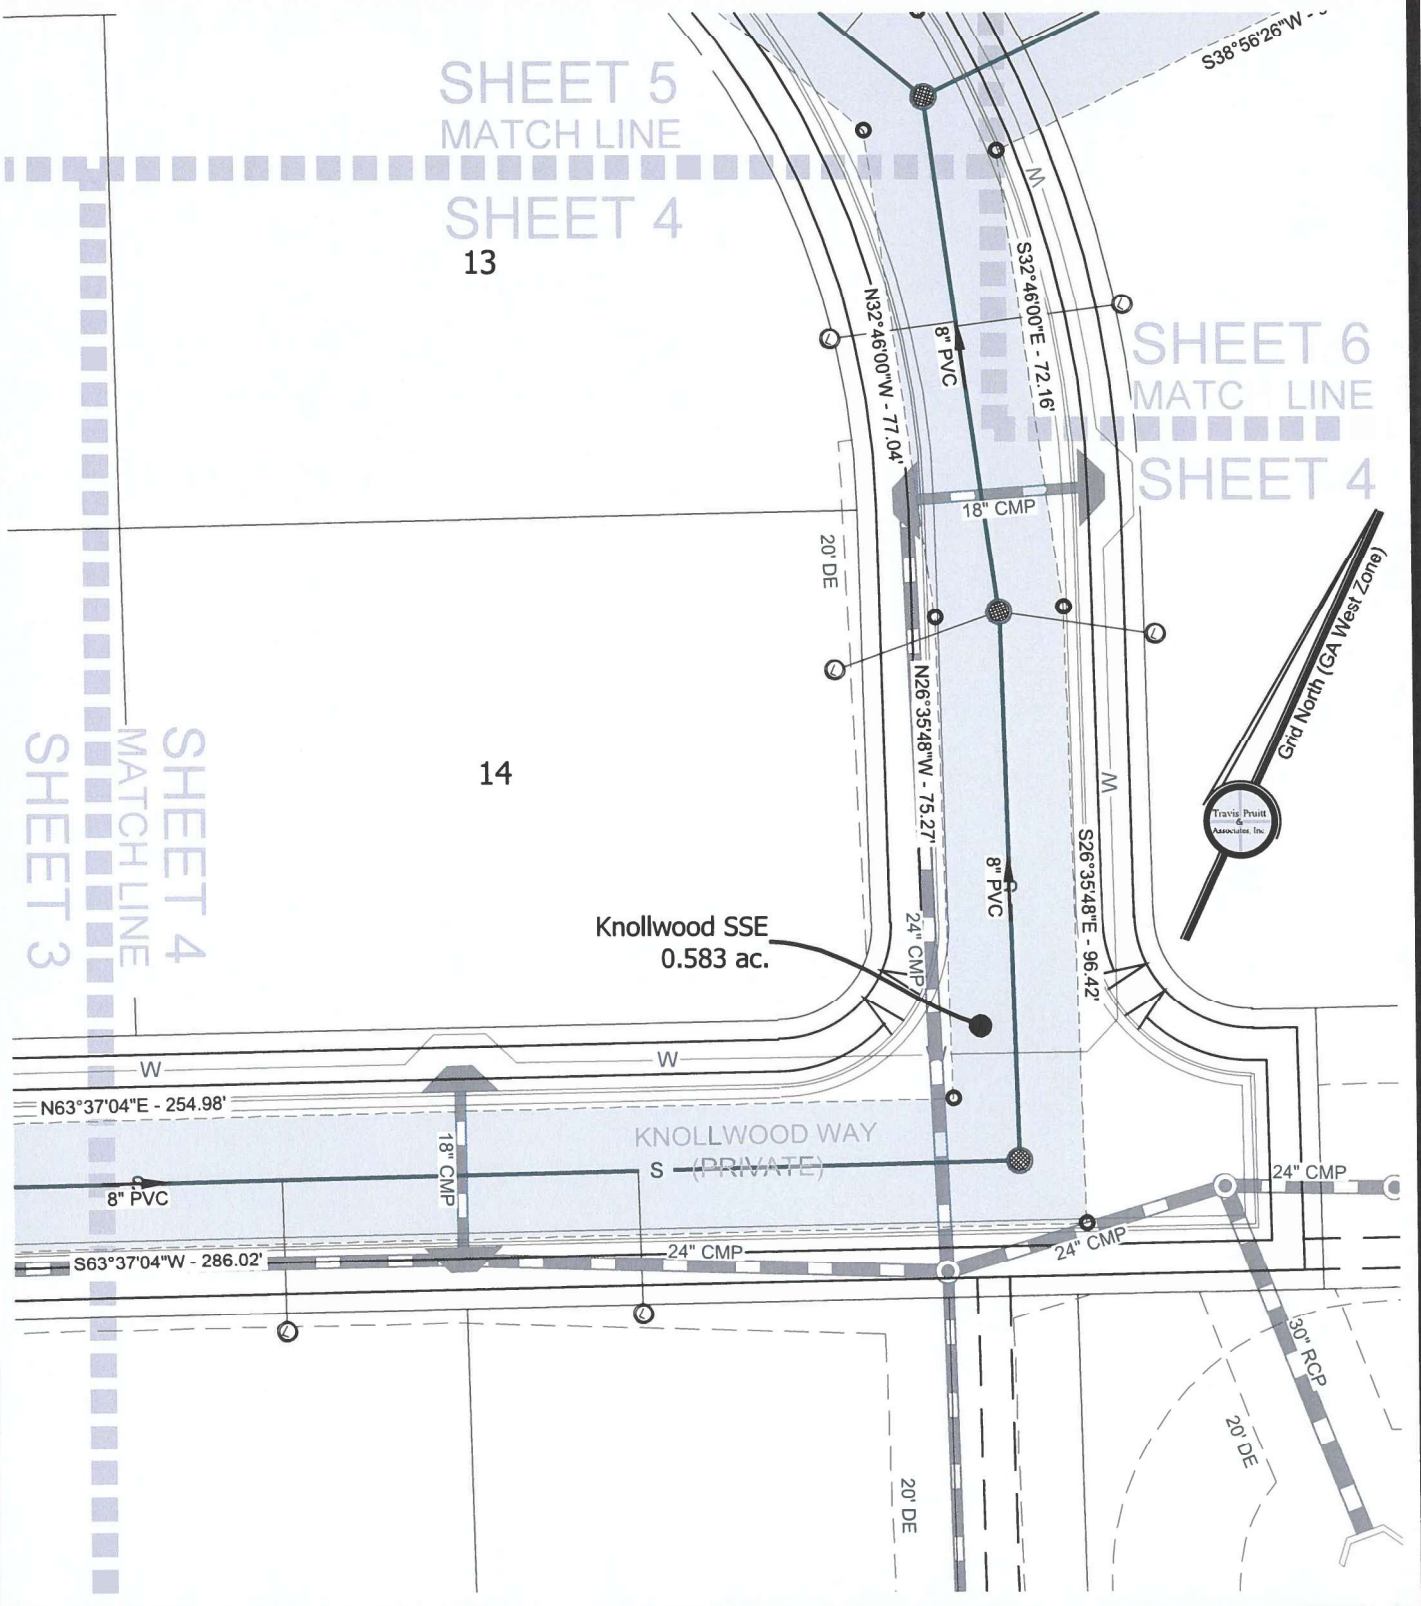 S38°56'26"W -
SHEET 5
MATCH LINE
SHEET 4
13
W
S32°46'00"E - 72.16'
N32°46'00"W - 77.04'
8" PVC
SHEET 6
MATC LINE
SHEET 4
18" CMP
20' DE
Grid North (GA West Zone)
Travis Pruitt
&
Associates, Inc
N26°35'48"W - 75.27'
14
SHEET 3
MATCH LINE
SHEET 4
W
S26°35'48"E - 96.42'
8" PVC
Knollwood SSE
0.583 ac.
24" CMP
W
W
N63°37'04"E - 254.98'
KNOLLWOOD WAY
(PRIVATE)
18" CMP
S
8" PVC
24" CMP
24" CMP
24" CMP
S63°37'04"W - 286.02'
30" RCP
20' DE
20' DE